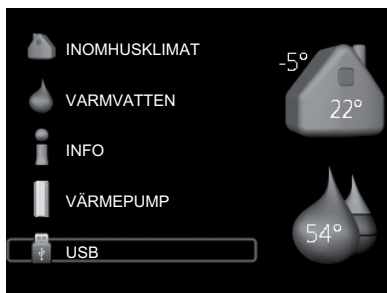 INOMHUSKLIMAT
VARMVATTEN
INFO
VÄRMEPUMP
USB
-5°
22°
54°